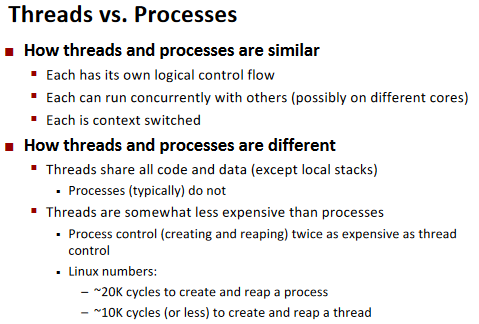 Threads vs. Processes
How threads and processes are similar
Each has its own logical control flow
Each can run concurrently with others (possibly on different cores)
Each is context switched
How threads and processes are different
Threads share all code and data (except local stacks)
Processes (typically) do not
Threads are somewhat less expensive than processes
Process control (creating and reaping) twice as expensive as thread
control
Linux numbers:
– ~20K cycles to create and reap a process
– ~10K cycles (or less) to create and reap a thread